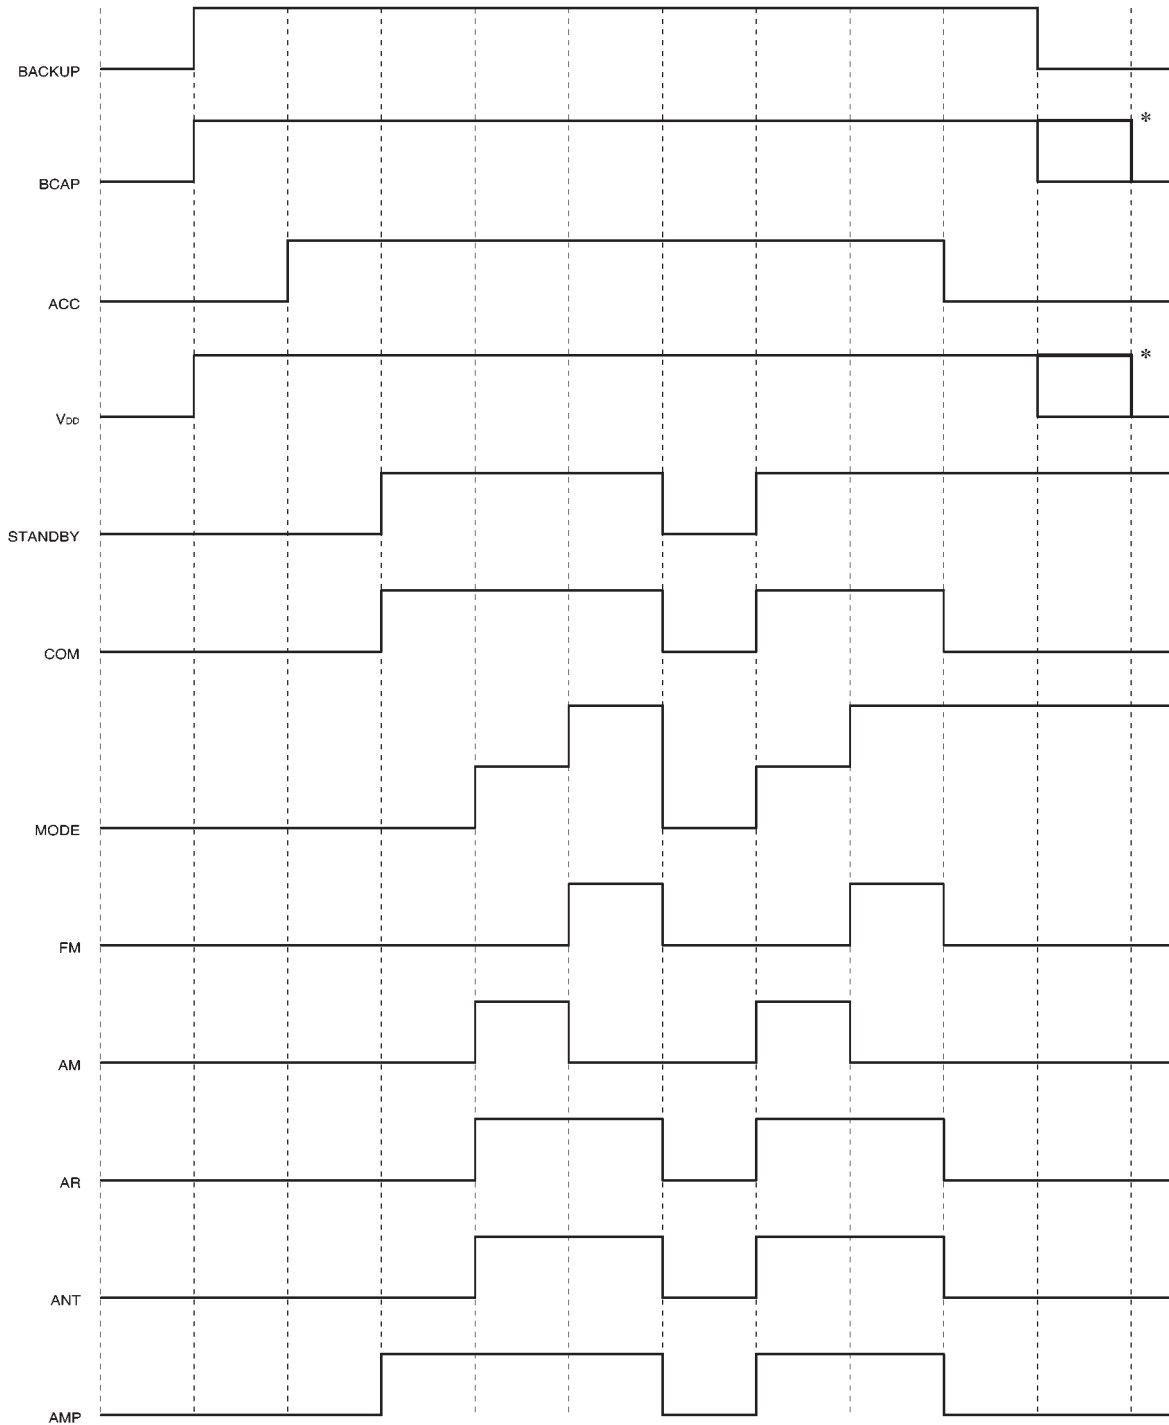 BACKUP
*
BCAP
ACC
*
VDD
STANDBY
COM
MODE
FM
AM
AR
ANT
AMP